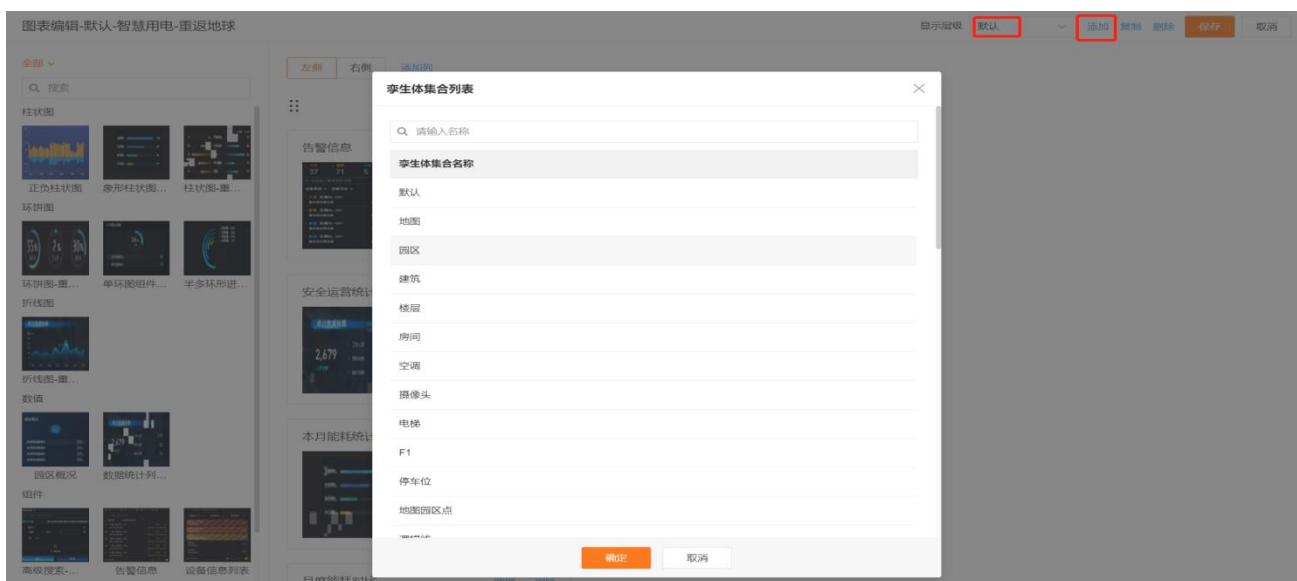 图表编辑-默认-智慧用电-重返地球
显示层级 默认 添加 复制 删除 保存 取消
全部
搜索
柱状图
正负柱状图 象形柱状图... 柱状图-重...
环饼图
环饼图-重... 单环图组件... 半多环形进...
折线图
折线图-重...
数值
园区概况 数据统计列...
组件
高级搜索-... 告警信息 设备信息列表
左侧 右侧 添加列
告警信息
37 71
安全运营统计
2,679
本月能耗统计
孪生体集合列表
请输入名称
孪生体集合名称
默认
地图
园区
建筑
楼层
房间
空调
摄像头
电梯
F1
停车位
地图园区点
确定 取消